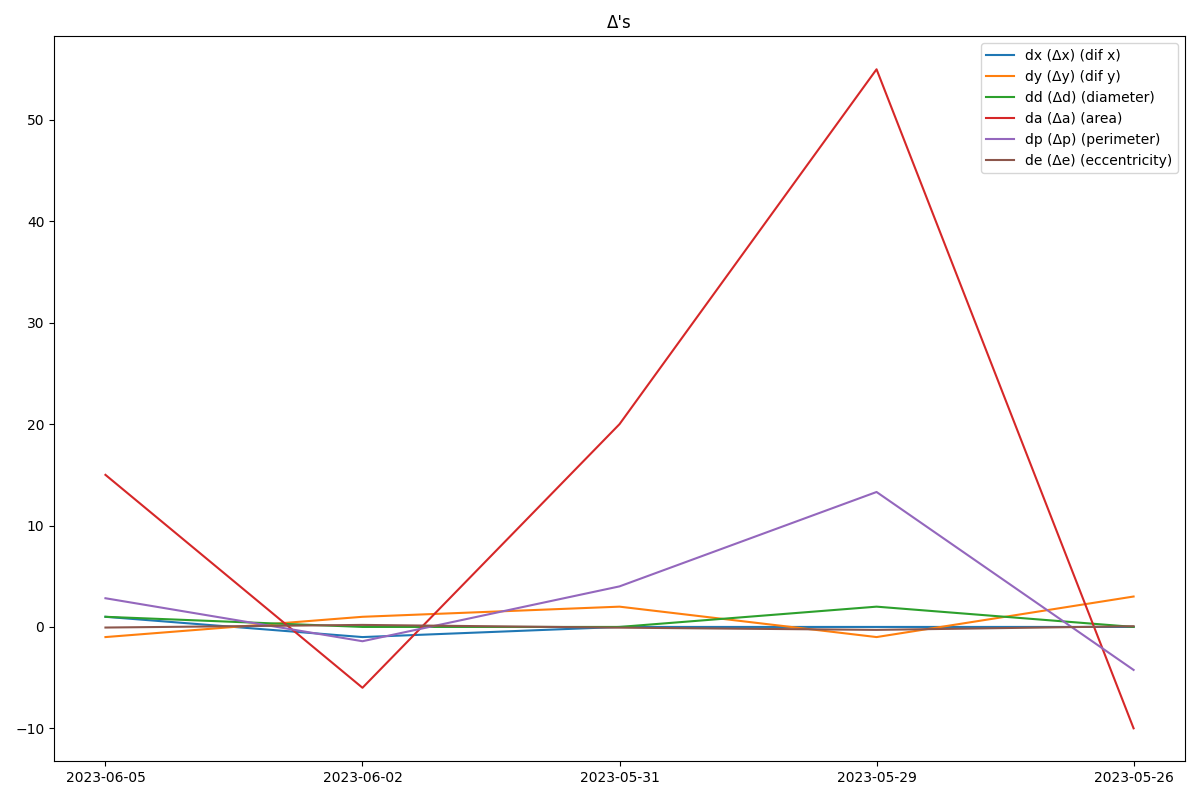 Δ's
dx (Δx) (dif x)
dy (Δy) (dif y)
dd (Δd) (diameter)
da (Δa) (area)
dp (Δp) (perimeter)
de (Δe) (eccentricity)
50
40
30
20
10
0
−10
2023-06-05 2023-06-02 2023-05-31 2023-05-29 2023-05-26